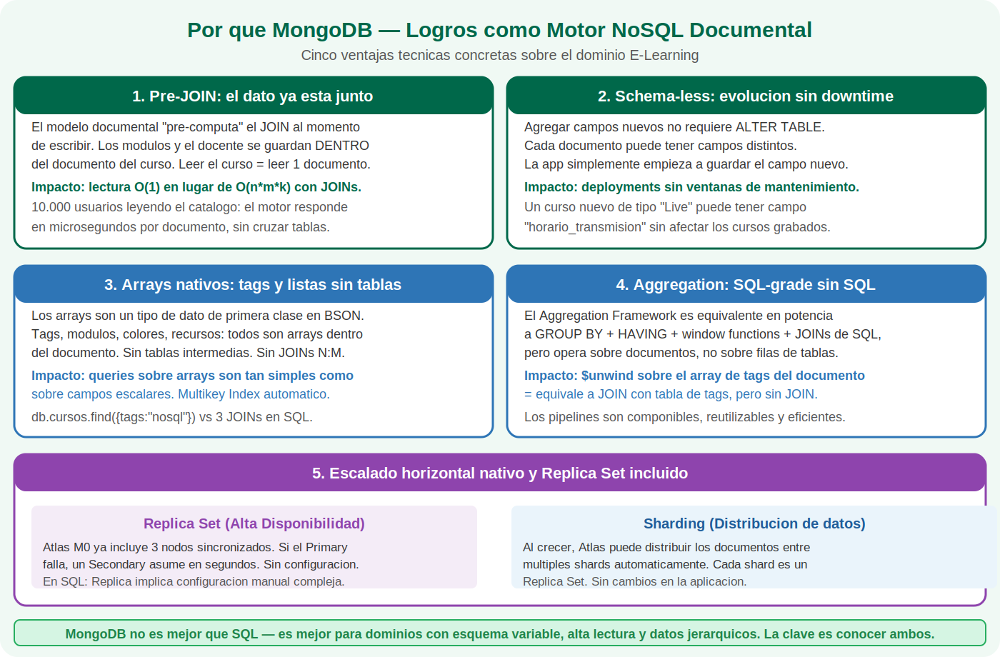 Por que MongoDB — Logros como Motor NoSQL Documental
Cinco ventajas tecnicas concretas sobre el dominio E-Learning
1. Pre-JOIN: el dato ya esta junto
El modelo documental "pre-computa" el JOIN al momento
de escribir. Los modulos y el docente se guardan DENTRO
del documento del curso. Leer el curso = leer 1 documento.
Impacto: lectura O(1) en lugar de O(n*m*k) con JOINs.
10.000 usuarios leyendo el catalogo: el motor responde
en microsegundos por documento, sin cruzar tablas.
2. Schema-less: evolucion sin downtime
Agregar campos nuevos no requiere ALTER TABLE.
Cada documento puede tener campos distintos.
La app simplemente empieza a guardar el campo nuevo.
Impacto: deployments sin ventanas de mantenimiento.
Un curso nuevo de tipo "Live" puede tener campo
"horario_transmision" sin afectar los cursos grabados.
3. Arrays nativos: tags y listas sin tablas
Los arrays son un tipo de dato de primera clase en BSON.
Tags, modulos, colores, recursos: todos son arrays dentro
del documento. Sin tablas intermedias. Sin JOINs N:M.
Impacto: queries sobre arrays son tan simples como
sobre campos escalares. Multikey Index automatico.
db.cursos.find({tags:"nosql"}) vs 3 JOINs en SQL.
4. Aggregation: SQL-grade sin SQL
El Aggregation Framework es equivalente en potencia
a GROUP BY + HAVING + window functions + JOINs de SQL,
pero opera sobre documentos, no sobre filas de tablas.
Impacto: $unwind sobre el array de tags del documento
= equivale a JOIN con tabla de tags, pero sin JOIN.
Los pipelines son componibles, reutilizables y eficientes.
5. Escalado horizontal nativo y Replica Set incluido
Replica Set (Alta Disponibilidad)
Atlas M0 ya incluye 3 nodos sincronizados. Si el Primary
falla, un Secondary asume en segundos. Sin configuracion.
En SQL: Replica implica configuracion manual compleja.
Sharding (Distribucion de datos)
Al crecer, Atlas puede distribuir los documentos entre
multiples shards automaticamente. Cada shard es un
Replica Set. Sin cambios en la aplicacion.
MongoDB no es mejor que SQL — es mejor para dominios con esquema variable, alta lectura y datos jerarquicos. La clave es conocer ambos.